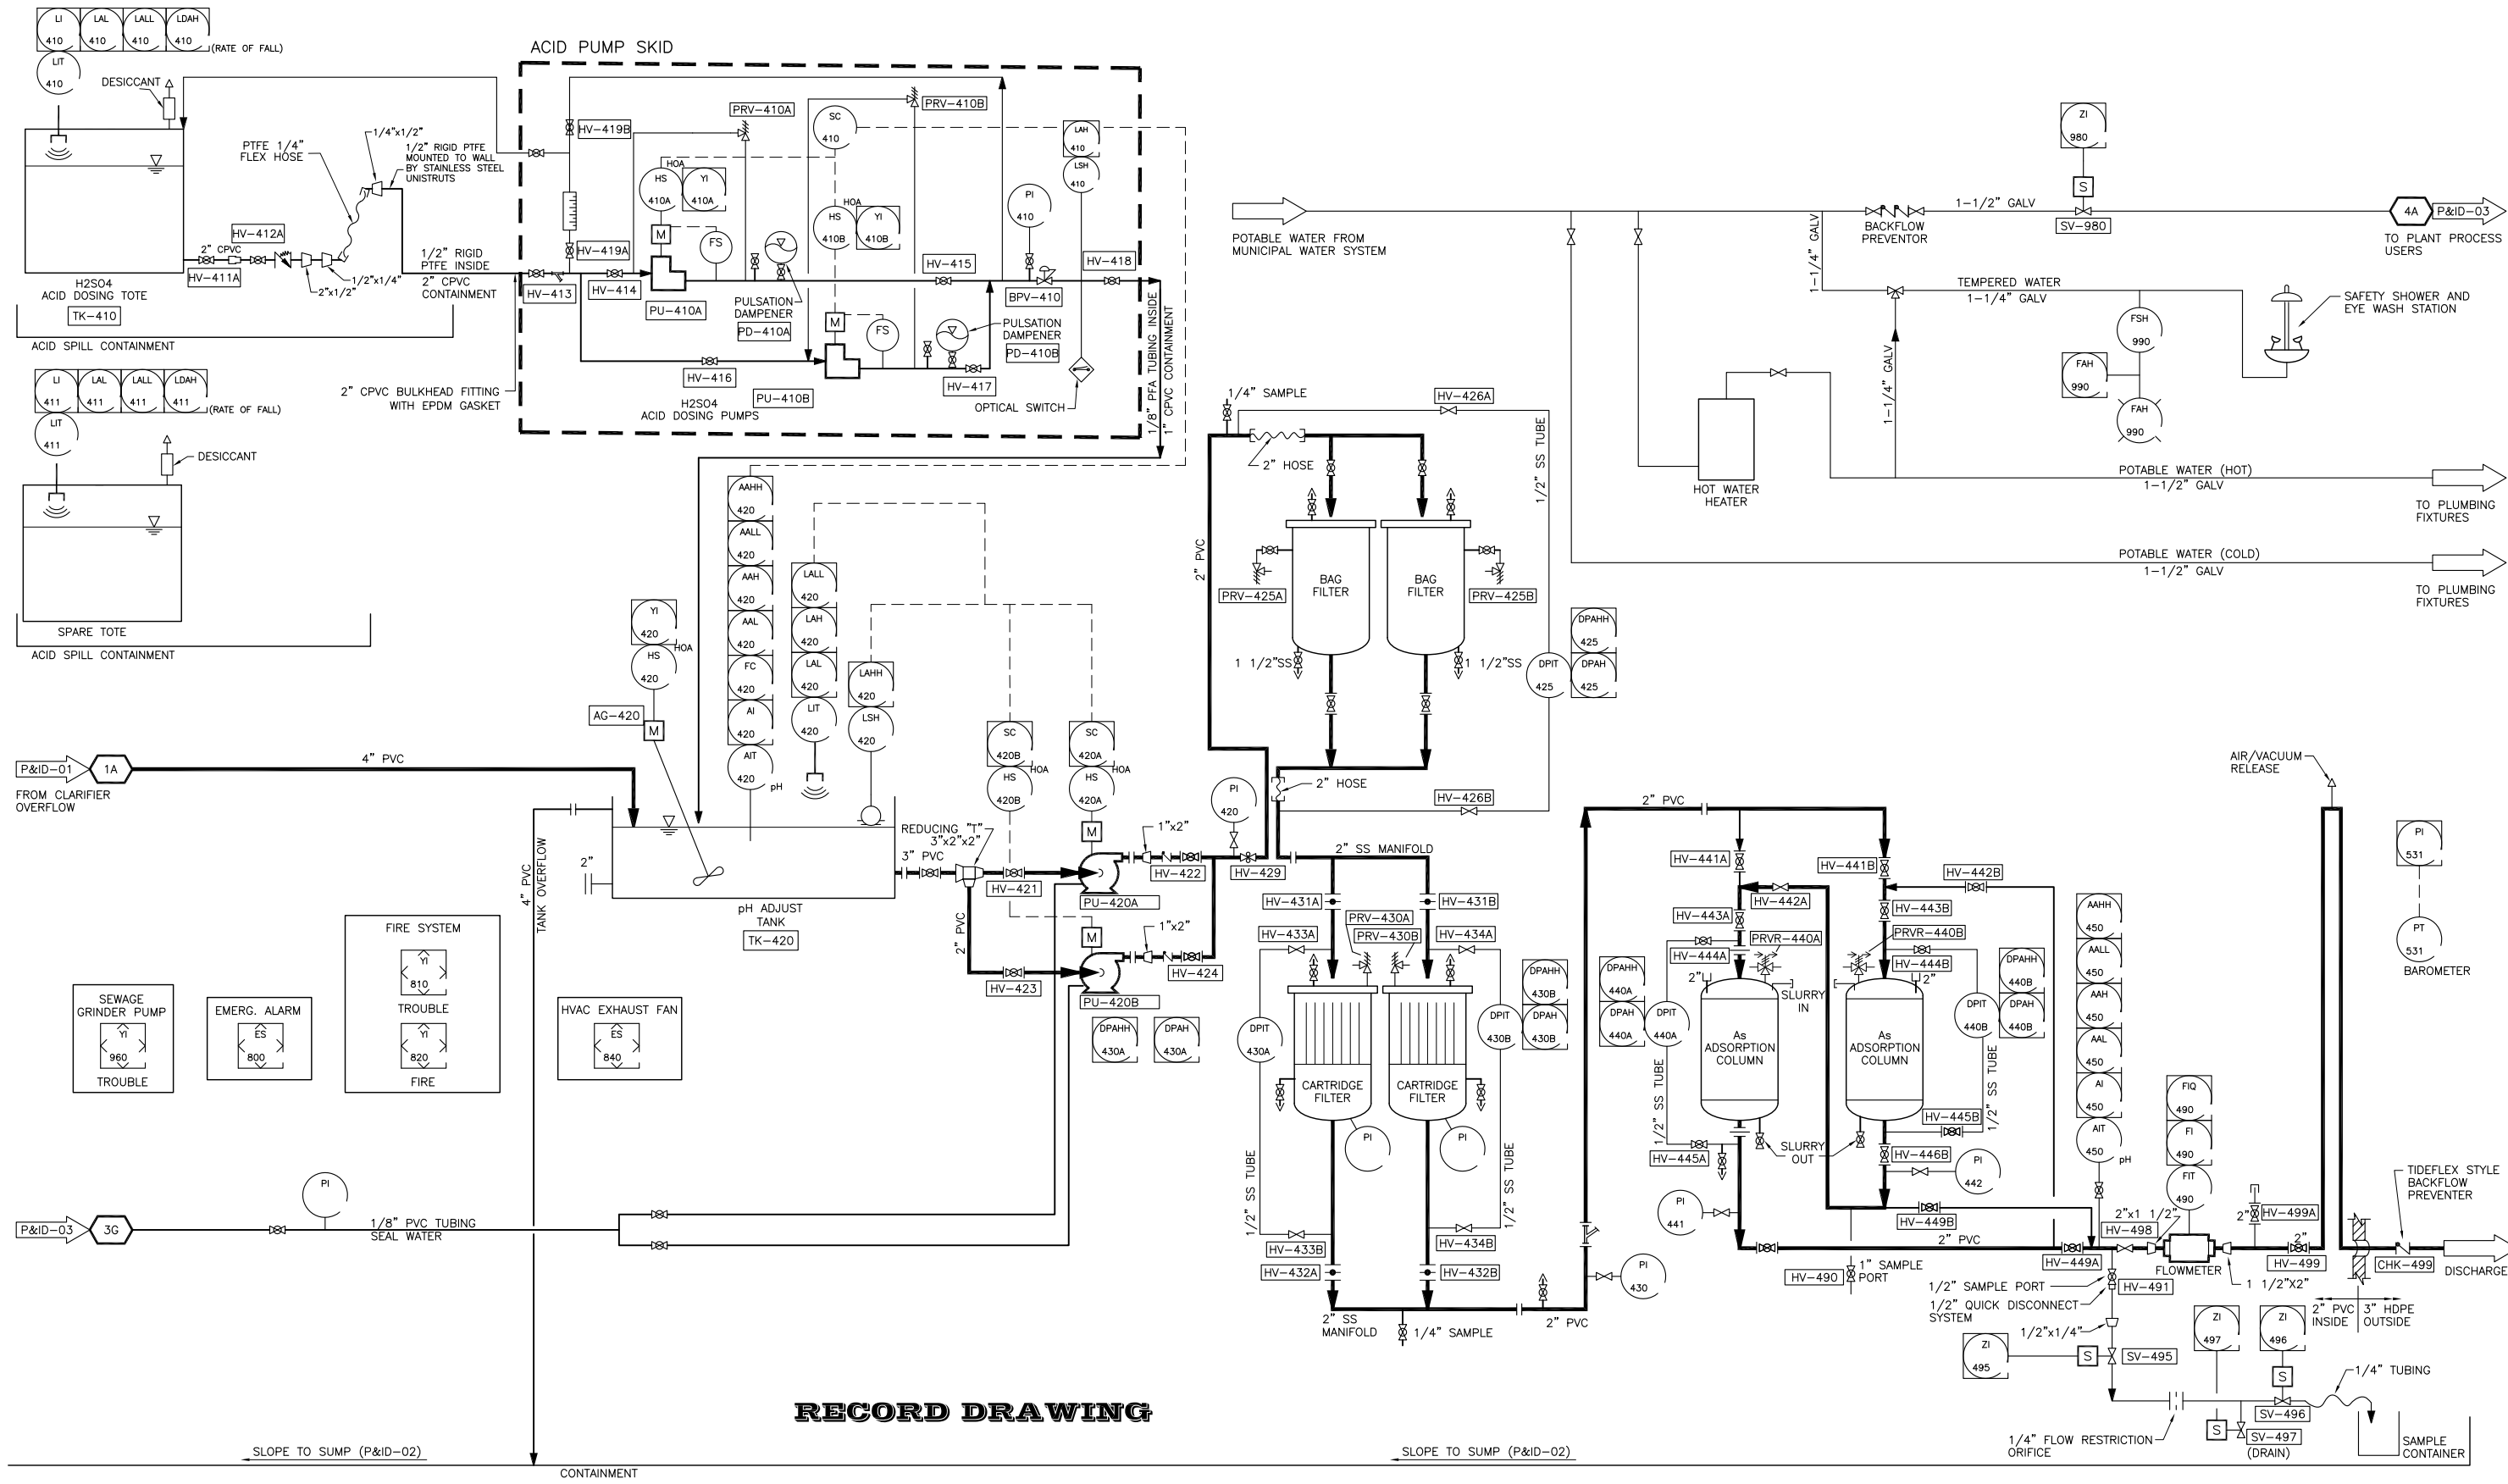 LI 410
LAL 410
LALL 410
LDAH 410
(RATE OF FALL)
LIT 410
DESICCANT
H2SO4
ACID DOSING TOTE
TK-410
ACID SPILL CONTAINMENT
2" CPVC
HV-411A
HV-412A
2"x1/2"
1/2"x1/4"
PTFE 1/4"
FLEX HOSE
1/4"x1/2"
1/2" RIGID PTFE
MOUNTED TO WALL
BY STAINLESS STEEL
UNISTRUTS
1/2" RIGID
PTFE INSIDE
2" CPVC
CONTAINMENT
2" CPVC BULKHEAD FITTING
WITH EPDM GASKET
LI 411
LAL 411
LALL 411
LDAH 411
(RATE OF FALL)
LIT 411
DESICCANT
SPARE TOTE
ACID SPILL CONTAINMENT
ACID PUMP SKID
HV-419B
HV-419A
HV-413
HV-414
PRV-410A
PRV-410B
SC 410
HOA
HS 410A
YI 410A
M
FS
PU-410A
PULSATION
DAMPENER
PD-410A
HOA
HS 410B
YI 410B
M
FS
PU-410B
PULSATION
DAMPENER
PD-410B
HV-416
HV-417
HV-415
H2SO4
ACID DOSING PUMPS
PI 410
BPV-410
HV-418
LAH 410
LSH 410
OPTICAL SWITCH
1/8" PFA TUBING INSIDE
1" CPVC CONTAINMENT
POTABLE WATER FROM
MUNICIPAL WATER SYSTEM
1-1/4" GALV
BACKFLOW
PREVENTOR
1-1/2" GALV
ZI 980
S
SV-980
4A
P&ID-03
TO PLANT PROCESS
USERS
TEMPERED WATER
1-1/4" GALV
SAFETY SHOWER AND
EYE WASH STATION
FSH 990
FAH 990
FAH 990
1-1/4" GALV
HOT WATER
HEATER
POTABLE WATER (HOT)
1-1/2" GALV
TO PLUMBING
FIXTURES
POTABLE WATER (COLD)
1-1/2" GALV
TO PLUMBING
FIXTURES
1/4" SAMPLE
HV-426A
2" HOSE
1/2" SS TUBE
2" PVC
BAG
FILTER
BAG
FILTER
PRV-425A
PRV-425B
1 1/2"SS
1 1/2"SS
DPIT 425
DPAHH 425
DPAH 425
2" HOSE
HV-426B
AAHH 420
AALL 420
AAH 420
AAL 420
FC 420
AI 420
AIT 420
pH
LALL 420
LAH 420
LAL 420
LIT 420
LAHH 420
LSH 420
YI 420
HS 420
HOA
AG-420
M
P&ID-01
1A
FROM CLARIFIER
OVERFLOW
4" PVC
4" PVC
TANK OVERFLOW
2"
pH ADJUST
TANK
TK-420
REDUCING "T"
3"x2"x2"
3" PVC
2" PVC
SC 420B
HS 420B
HOA
SC 420A
HS 420A
HOA
M
HV-421
PU-420A
1"x2"
HV-422
M
HV-423
PU-420B
1"x2"
HV-424
PI 420
HV-429
2" SS MANIFOLD
HV-431A
HV-431B
PRV-430A
PRV-430B
HV-433A
HV-434A
DPAHH 430A
DPAH 430A
DPIT 430A
DPIT 430B
DPAHH 430B
DPAH 430B
CARTRIDGE
FILTER
CARTRIDGE
FILTER
PI
PI
1/2" SS TUBE
1/2" SS TUBE
HV-433B
HV-434B
HV-432A
HV-432B
2" SS
MANIFOLD
1/4" SAMPLE
2" PVC
PI 430
2" PVC
HV-441A
HV-441B
HV-442A
HV-442B
HV-443A
HV-443B
HV-444A
HV-444B
PRVR-440A
PRVR-440B
2"
2"
SLURRY
IN
DPAHH 440A
DPAH 440A
DPIT 440A
DPIT 440B
DPAHH 440B
DPAH 440B
As
ADSORPTION
COLUMN
As
ADSORPTION
COLUMN
1/2" SS TUBE
1/2" SS TUBE
HV-445A
HV-445B
SLURRY
OUT
HV-446B
PI 441
PI 442
HV-449B
2" PVC
HV-449A
HV-490
1" SAMPLE
PORT
AAHH 450
AALL 450
AAH 450
AAL 450
AI 450
AIT 450
pH
FIQ 490
FI 490
FIT 490
2"x1 1/2"
HV-498
FLOWMETER
1 1/2"X2"
2"
HV-499A
2"
HV-499
AIR/VACUUM
RELEASE
PI 531
PT 531
BAROMETER
TIDEFLEX STYLE
BACKFLOW
PREVENTER
CHK-499
DISCHARGE
2" PVC
INSIDE
3" HDPE
OUTSIDE
1/2" SAMPLE PORT
HV-491
1/2" QUICK DISCONNECT
SYSTEM
1/2"x1/4"
ZI 495
S
SV-495
ZI 497
ZI 496
S
SV-496
S
SV-497
(DRAIN)
1/4" TUBING
1/4" FLOW RESTRICTION
ORIFICE
SAMPLE
CONTAINER
SEWAGE
GRINDER PUMP
YI 960
TROUBLE
EMERG. ALARM
ES 800
FIRE SYSTEM
YI 810
TROUBLE
YI 820
FIRE
HVAC EXHAUST FAN
ES 840
P&ID-03
3G
PI
1/8" PVC TUBING
SEAL WATER
RECORD DRAWING
SLOPE TO SUMP (P&ID-02)
SLOPE TO SUMP (P&ID-02)
CONTAINMENT